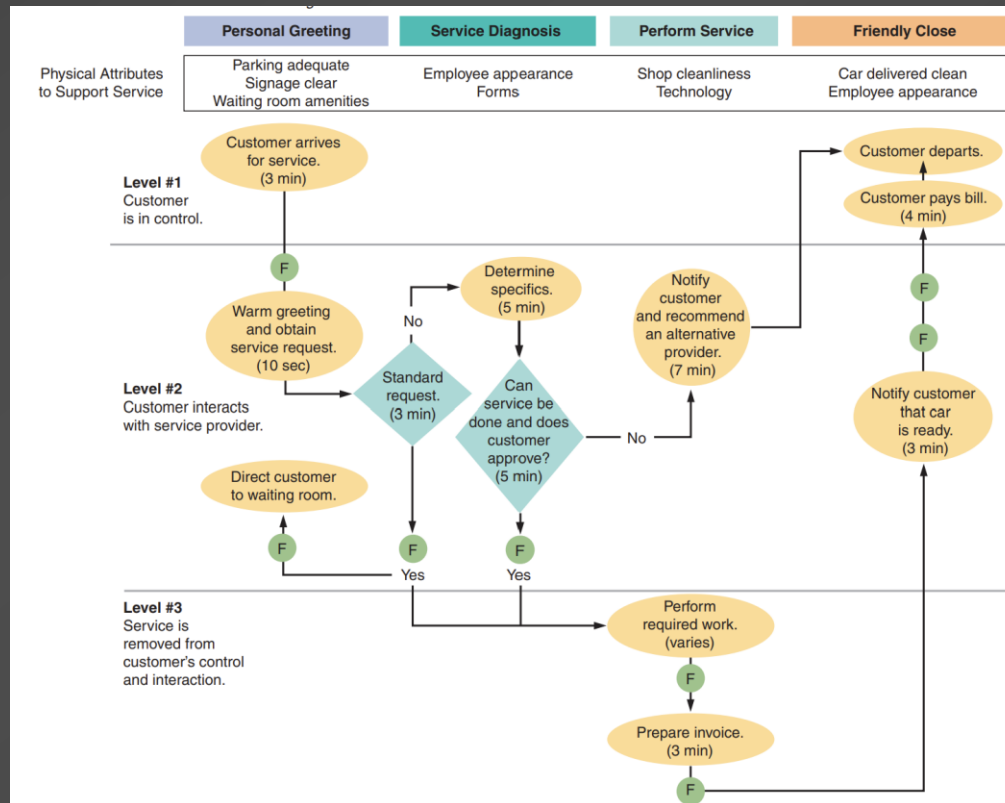 Personal Greeting
Service Diagnosis
Perform Service
Friendly Close
Physical Attributes
to Support Service
Parking adequate
Signage clear
Waiting room amenities
Employee appearance
Forms
Shop cleanliness
Technology
Car delivered clean
Employee appearance
Level #1
Customer
is in control.
Customer arrives
for service.
(3 min)
Customer departs.
Customer pays bill.
(4 min)
F
Warm greeting
and obtain
service request.
(10 sec)
No
Standard
request.
(3 min)
Determine
specifics.
(5 min)
Can
service be
done and does
customer
approve?
(5 min)
No
Notify
customer
and recommend
an alternative
provider.
(7 min)
F
F
Notify customer
that car
is ready.
(3 min)
Level #2
Customer interacts
with service provider.
Direct customer
to waiting room.
F
F
Yes
F
Yes
Level #3
Service is
removed from
customer's control
and interaction.
Perform
required work.
(varies)
F
Prepare invoice.
(3 min)
F